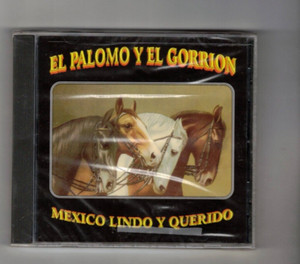 EL PALOMO Y EL GORRION
MEXICO LINDO Y QUERIDO